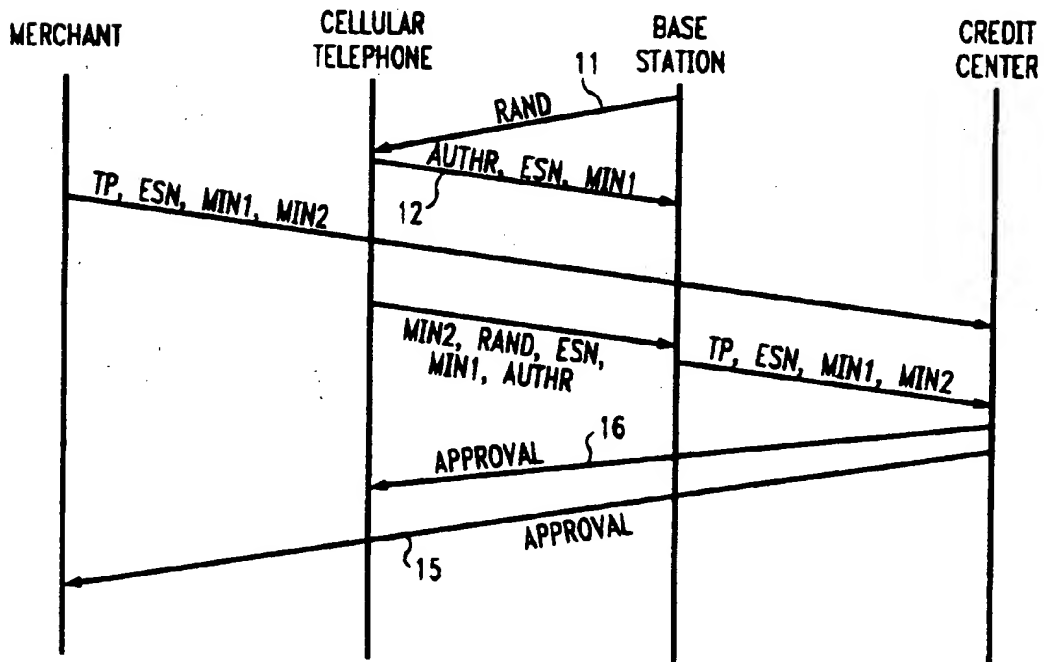 MERCHANT
CELLULAR
TELEPHONE
BASE
STATION
CREDIT
CENTER
11
RAND
AUTHR, ESN, MIN1
12
TP, ESN, MIN1, MIN2
MIN2, RAND, ESN,
MIN1, AUTHR
TP, ESN, MIN1, MIN2
16
APPROVAL
APPROVAL
15